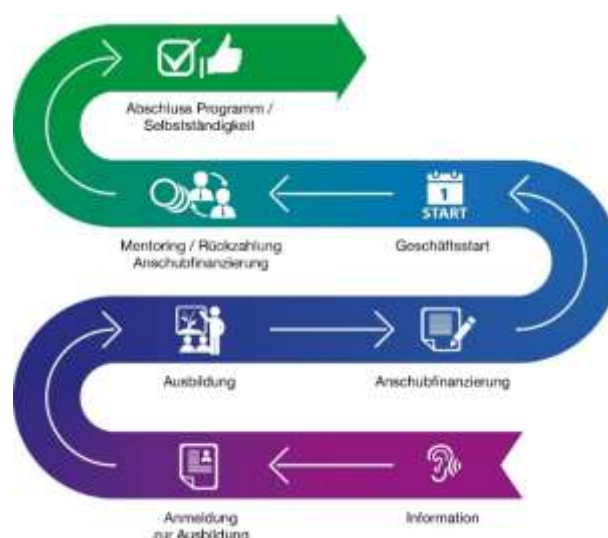 Abschluss Programm /
Selbstständigkeit
1
START
Mentoring / Rückzahlung
Anschubfinanzierung
Geschäftsstart
Ausbildung
Anschubfinanzierung
Anmeldung
zur Ausbildung
Information